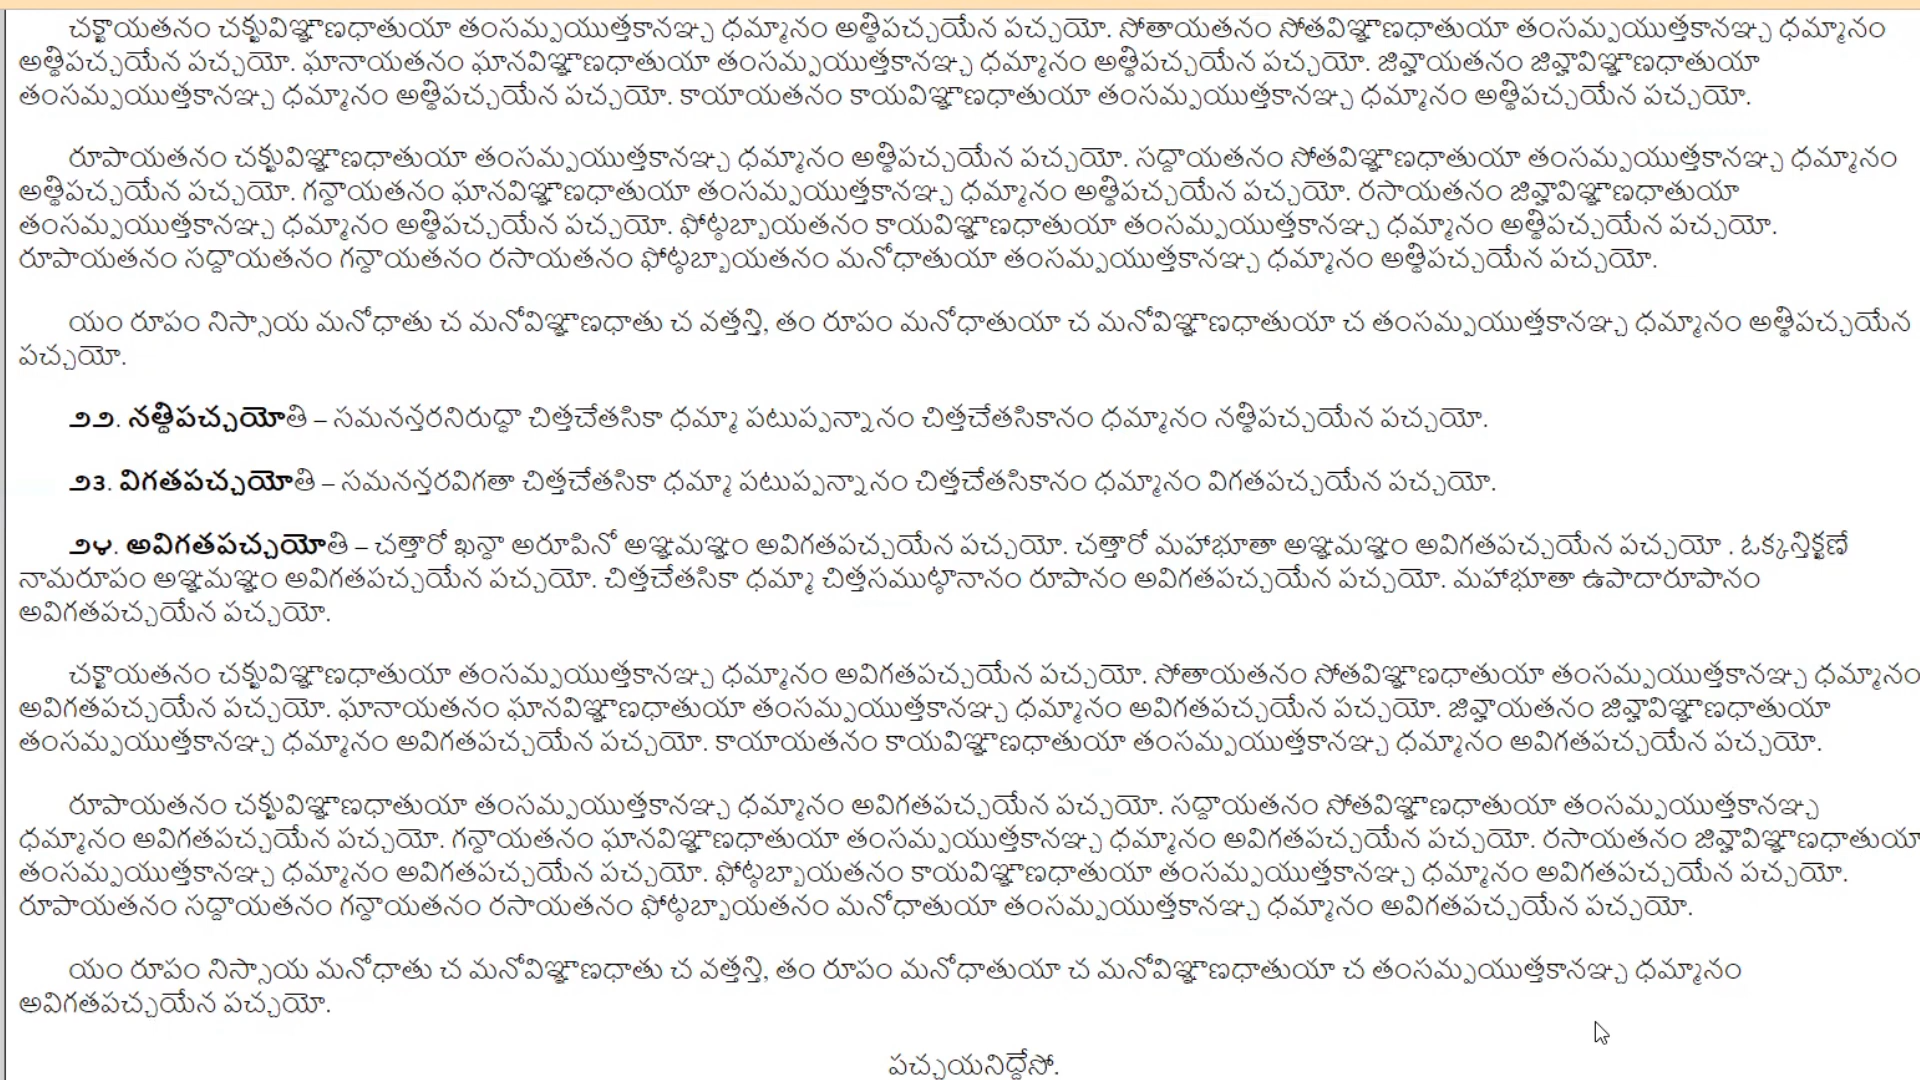 చక్ఖాయతనం చక్ఖువిఞ్ఞాణధాతుయా తంసమ్పయుత్తకానఞ్చ ధమ్మానం అత్థిపచ్చయేన పచ్చయో. సోతాయతనం సోతవిఞ్ఞాణధాతుయా తంసమ్పయుత్తకానఞ్చ ధమ్మానం
అత్థిపచ్చయేన పచ్చయో. ఘానాయతనం ఘానవిఞ్ఞాణధాతుయా తంసమ్పయుత్తకానఞ్చ ధమ్మానం అత్థిపచ్చయేన పచ్చయో. జివ్హాయతనం జివ్హావిఞ్ఞాణధాతుయా
తంసమ్పయుత్తకానఞ్చ ధమ్మానం అత్థిపచ్చయేన పచ్చయో. కాయాయతనం కాయవిఞ్ఞాణధాతుయా తంసమ్పయుత్తకానఞ్చ ధమ్మానం అత్థిపచ్చయేన పచ్చయో.
రూపాయతనం చక్ఖువిఞ్ఞాణధాతుయా తంసమ్పయుత్తకానఞ్చ ధమ్మానం అత్థిపచ్చయేన పచ్చయో. సద్దాయతనం సోతవిఞ్ఞాణధాతుయా తంసమ్పయుత్తకానఞ్చ ధమ్మానం
అత్థిపచ్చయేన పచ్చయో. గన్ధాయతనం ఘానవిఞ్ఞాణధాతుయా తంసమ్పయుత్తకానఞ్చ ధమ్మానం అత్థిపచ్చయేన పచ్చయో. రసాయతనం జివ్హావిఞ్ఞాణధాతుయా
తంసమ్పయుత్తకానఞ్చ ధమ్మానం అత్థిపచ్చయేన పచ్చయో. ఫోట్ఠబ్బాయతనం కాయవిఞ్ఞాణధాతుయా తంసమ్పయుత్తకానఞ్చ ధమ్మానం అత్థిపచ్చయేన పచ్చయో.
రూపాయతనం సద్దాయతనం గన్ధాయతనం రసాయతనం ఫోట్ఠబ్బాయతనం మనోధాతుయా తంసమ్పయుత్తకానఞ్చ ధమ్మానం అత్థిపచ్చయేన పచ్చయో.
యం రూపం నిస్సాయ మనోధాతు చ మనోవిఞ్ఞాణధాతు చ వత్తన్తి, తం రూపం మనోధాతుయా చ మనోవిఞ్ఞాణధాతుయా చ తంసమ్పయుత్తకానఞ్చ ధమ్మానం అత్థిపచ్చయేన
పచ్చయో.
౨౨. నత్థిపచ్చయోతి – సమనన్తరనిరుద్ధా చిత్తచేతసికా ధమ్మా పటుప్పన్నానం చిత్తచేతసికానం ధమ్మానం నత్థిపచ్చయేన పచ్చయో.
౨౩. విగతపచ్చయోతి – సమనన్తరవిగతా చిత్తచేతసికా ధమ్మా పటుప్పన్నానం చిత్తచేతసికానం ధమ్మానం విగతపచ్చయేన పచ్చయో.
౨౪. అవిగతపచ్చయోతి – చత్తారో ఖన్ధా అరూపినో అఞ్ఞమఞ్ఞం అవిగతపచ్చయేన పచ్చయో. చత్తారో మహాభూతా అఞ్ఞమఞ్ఞం అవిగతపచ్చయేన పచ్చయో . ఓక్కన్తిక్ఖణే
నామరూపం అఞ్ఞమఞ్ఞం అవిగతపచ్చయేన పచ్చయో. చిత్తచేతసికా ధమ్మా చిత్తసముట్ఠానానం రూపానం అవిగతపచ్చయేన పచ్చయో. మహాభూతా ఉపాదారూపానం
అవిగతపచ్చయేన పచ్చయో.
చక్ఖాయతనం చక్ఖువిఞ్ఞాణధాతుయా తంసమ్పయుత్తకానఞ్చ ధమ్మానం అవిగతపచ్చయేన పచ్చయో. సోతాయతనం సోతవిఞ్ఞాణధాతుయా తంసమ్పయుత్తకానఞ్చ ధమ్మానం
అవిగతపచ్చయేన పచ్చయో. ఘానాయతనం ఘానవిఞ్ఞాణధాతుయా తంసమ్పయుత్తకానఞ్చ ధమ్మానం అవిగతపచ్చయేన పచ్చయో. జివ్హాయతనం జివ్హావిఞ్ఞాణధాతుయా
తంసమ్పయుత్తకానఞ్చ ధమ్మానం అవిగతపచ్చయేన పచ్చయో. కాయాయతనం కాయవిఞ్ఞాణధాతుయా తంసమ్పయుత్తకానఞ్చ ధమ్మానం అవిగతపచ్చయేన పచ్చయో.
రూపాయతనం చక్ఖువిఞ్ఞాణధాతుయా తంసమ్పయుత్తకానఞ్చ ధమ్మానం అవిగతపచ్చయేన పచ్చయో. సద్దాయతనం సోతవిఞ్ఞాణధాతుయా తంసమ్పయుత్తకానఞ్చ
ధమ్మానం అవిగతపచ్చయేన పచ్చయో. గన్ధాయతనం ఘానవిఞ్ఞాణధాతుయా తంసమ్పయుత్తకానఞ్చ ధమ్మానం అవిగతపచ్చయేన పచ్చయో. రసాయతనం జివ్హావిఞ్ఞాణధాతుయా
తంసమ్పయుత్తకానఞ్చ ధమ్మానం అవిగతపచ్చయేన పచ్చయో. ఫోట్ఠబ్బాయతనం కాయవిఞ్ఞాణధాతుయా తంసమ్పయుత్తకానఞ్చ ధమ్మానం అవిగతపచ్చయేన పచ్చయో.
రూపాయతనం సద్దాయతనం గన్ధాయతనం రసాయతనం ఫోట్ఠబ్బాయతనం మనోధాతుయా తంసమ్పయుత్తకానఞ్చ ధమ్మానం అవిగతపచ్చయేన పచ్చయో.
యం రూపం నిస్సాయ మనోధాతు చ మనోవిఞ్ఞాణధాతు చ వత్తన్తి, తం రూపం మనోధాతుయా చ మనోవిఞ్ఞాణధాతుయా చ తంసమ్పయుత్తకానఞ్చ ధమ్మానం
అవిగతపచ్చయేన పచ్చయో.
పచ్చయనిద్దేసో.